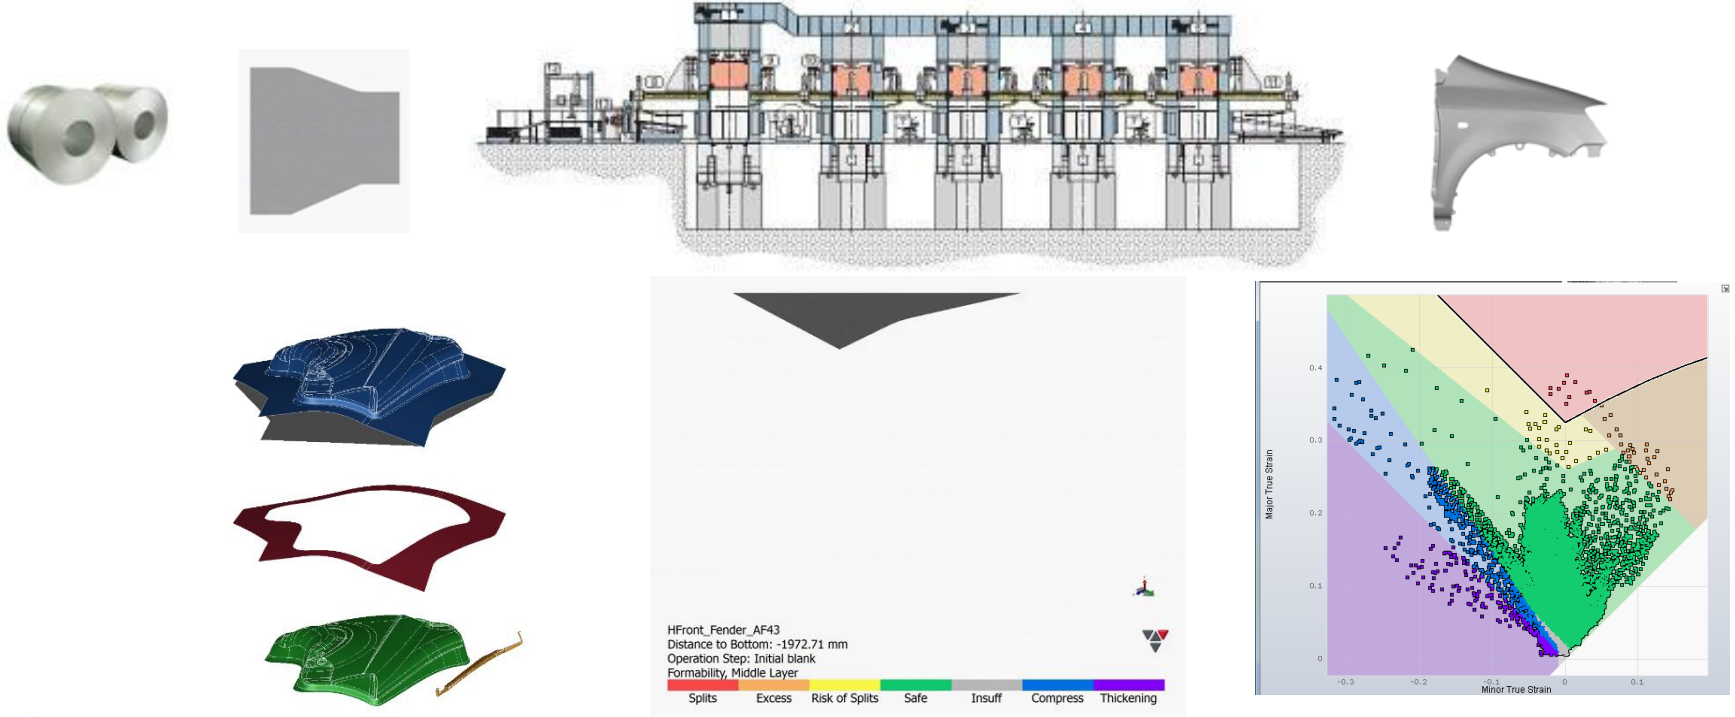 HFront_Fender_AF43
Distance to Bottom: -1972.71 mm
Operation Step: Initial blank
Formability, Middle Layer
Splits Excess Risk of Splits Safe Insuff Compress Thickening
Major True Strain
0.4
0.3
0.2
0.1
0
-0.3 -0.2 -0.1 0 0.1
Minor True Strain